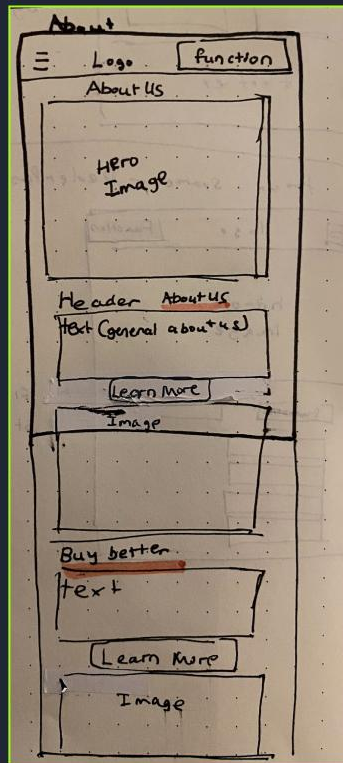 About
Logo
function
About Us
Hero
Image
Header About Us
text (general about us)
Learn More
Image
Buy better
text
Learn More
Image